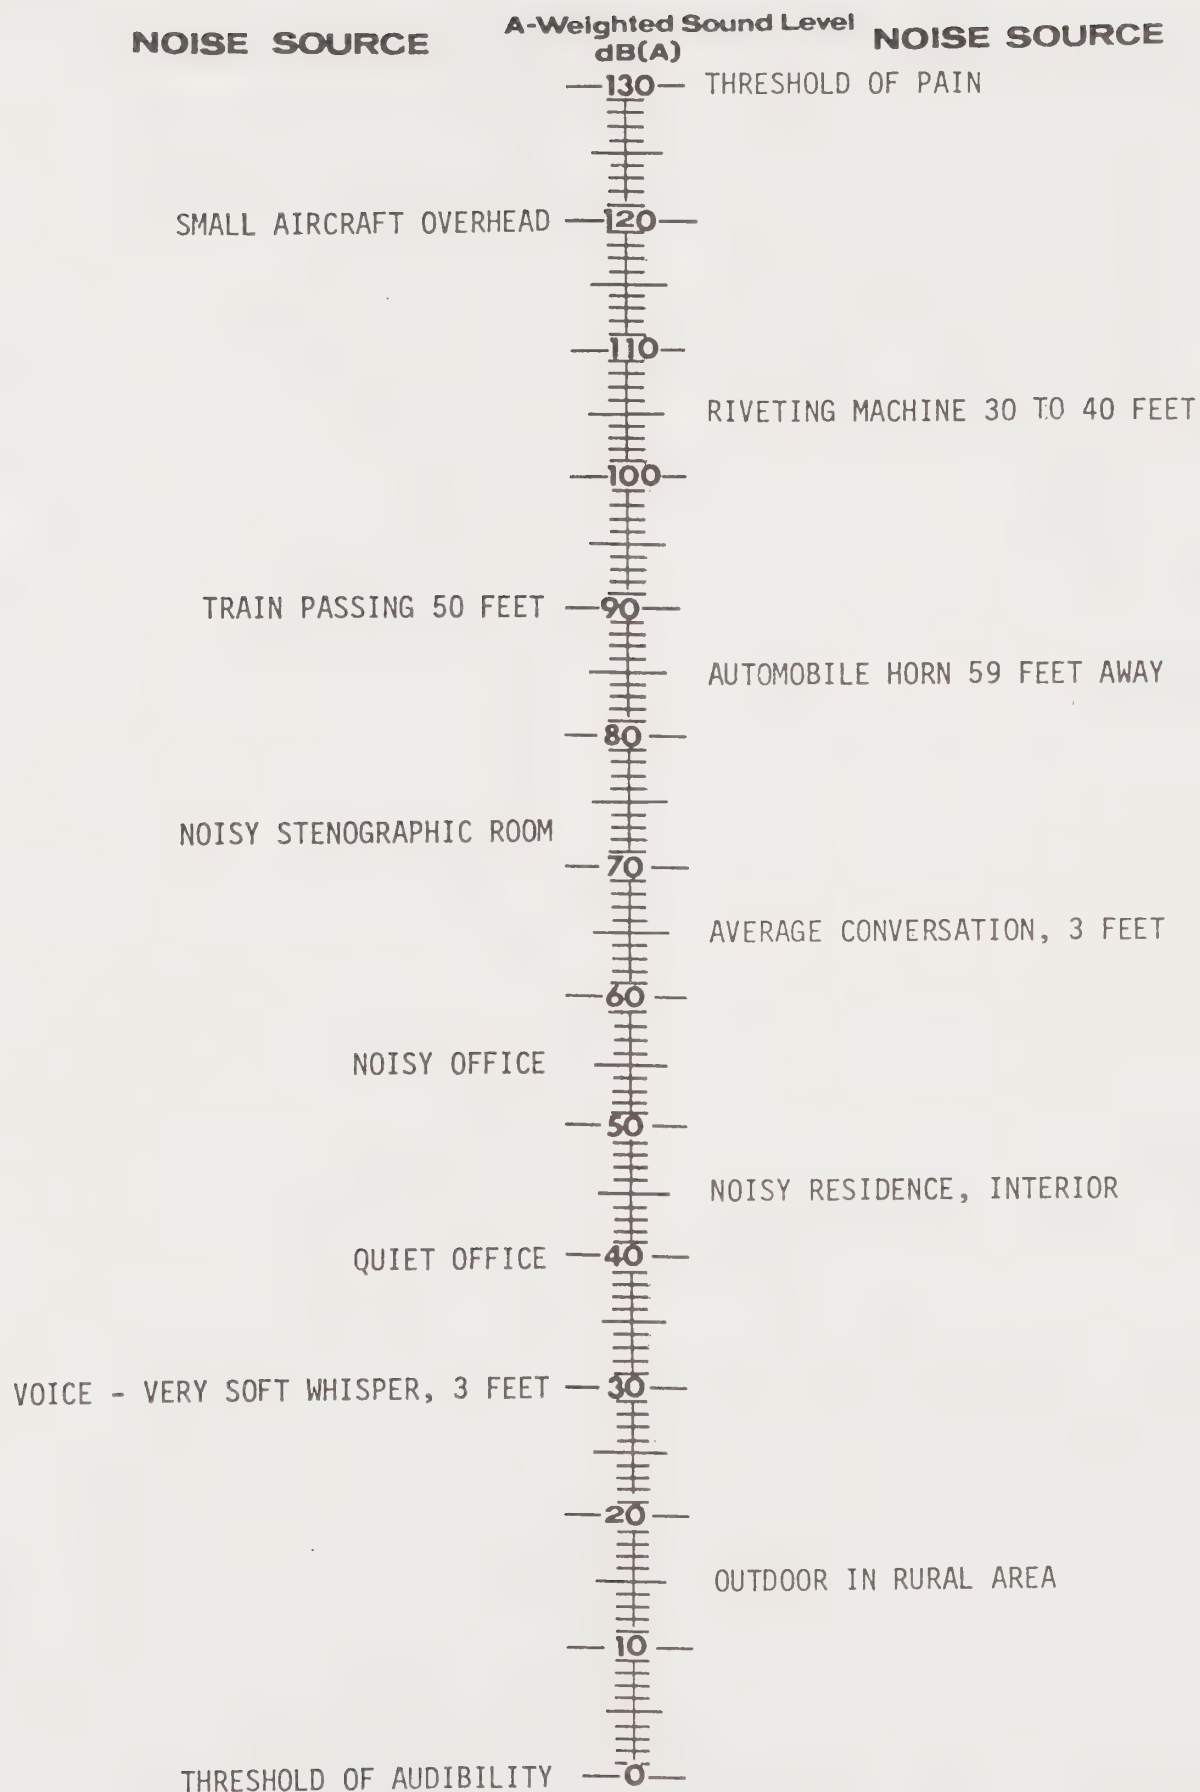 NOISE SOURCE A-Weighted Sound Level NOISE SOURCE
dB(A)
130 THRESHOLD OF PAIN
SMALL AIRCRAFT OVERHEAD 120
110
RIVETING MACHINE 30 TO 40 FEET
100
TRAIN PASSING 50 FEET 90
AUTOMOBILE HORN 59 FEET AWAY
80
NOISY STENOGRAPHIC ROOM
70
AVERAGE CONVERSATION, 3 FEET
60
NOISY OFFICE
50
NOISY RESIDENCE, INTERIOR
QUIET OFFICE 40
VOICE - VERY SOFT WHISPER, 3 FEET 30
20
OUTDOOR IN RURAL AREA
10
THRESHOLD OF AUDIBILITY 0